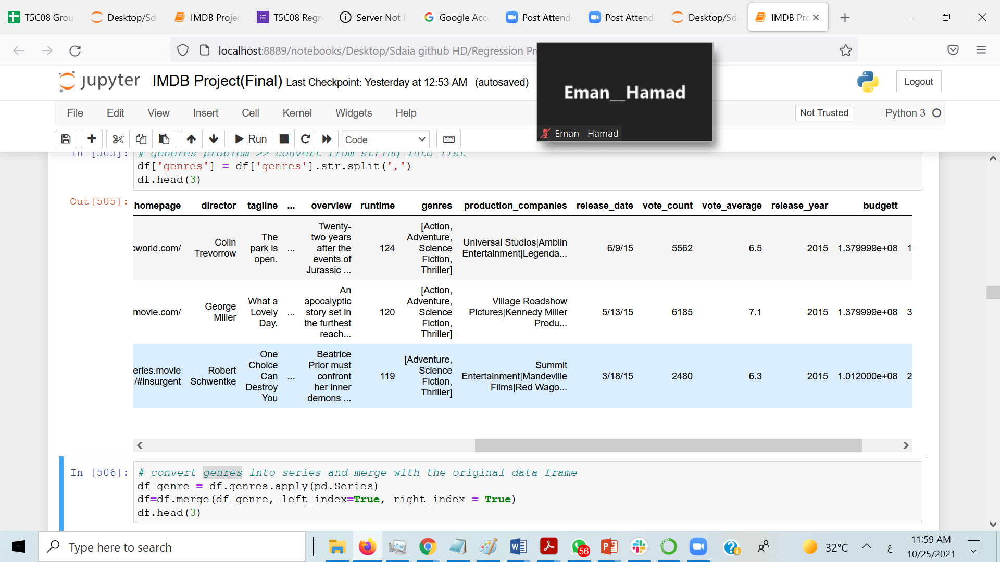 T5C08 Grou
Desktop/Sda
IMDB Projec
T5C08 Regre
Server Not F
Google Acco
Post Attend
Post Attend
Desktop/Sd
IMDB Pro
localhost:8889/notebooks/Desktop/Sdaia github HD/Regression Pr
jupyter IMDB Project(Final) Last Checkpoint: Yesterday at 12:53 AM (autosaved)
Logout
Eman__Hamad
Eman__Hamad
File Edit View Insert Cell Kernel Widgets Help
Not Trusted
Python 3
Run
Code
In [505]: # generes problem >> convert from string into list
df['genres'] = df['genres'].str.split(',')
df.head(3)
Out[505]:
homepage director tagline ... overview runtime genres production_companies release_date vote_count vote_average release_year budgett
cworld.com/ Colin Trevorrow The park is open. ... Twenty-two years after the events of Jurassic ... 124 [Action, Adventure, Science Fiction, Thriller] Universal Studios|Amblin Entertainment|Legenda... 6/9/15 5562 6.5 2015 1.379999e+08 1
movie.com/ George Miller What a Lovely Day. ... An apocalyptic story set in the furthest reach... 120 [Action, Adventure, Science Fiction, Thriller] Village Roadshow Pictures|Kennedy Miller Produ... 5/13/15 6185 7.1 2015 1.379999e+08 3
eries.movie/#insurgent Robert Schwentke One Choice Can Destroy You ... Beatrice Prior must confront her inner demons ... 119 [Adventure, Science Fiction, Thriller] Summit Entertainment|Mandeville Films|Red Wago... 3/18/15 2480 6.3 2015 1.012000e+08 2
In [506]: # convert genres into series and merge with the original data frame
df_genre = df.genres.apply(pd.Series)
df=df.merge(df_genre, left_index=True, right_index = True)
df.head(3)
Type here to search
56
32°C
ع
11:59 AM
10/25/2021